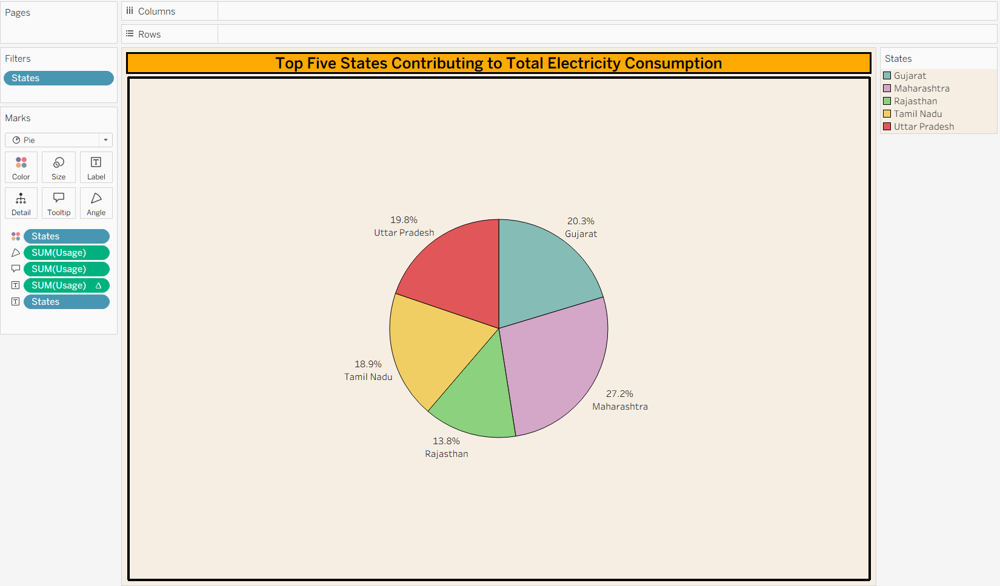 Pages
Columns
Rows
Filters
States
Marks
Pie
Color
Size
Label
Detail
Tooltip
Angle
States
SUM(Usage)
SUM(Usage)
SUM(Usage) Δ
States
Top Five States Contributing to Total Electricity Consumption
19.8%
Uttar Pradesh
20.3%
Gujarat
18.9%
Tamil Nadu
27.2%
Maharashtra
13.8%
Rajasthan
States
Gujarat
Maharashtra
Rajasthan
Tamil Nadu
Uttar Pradesh